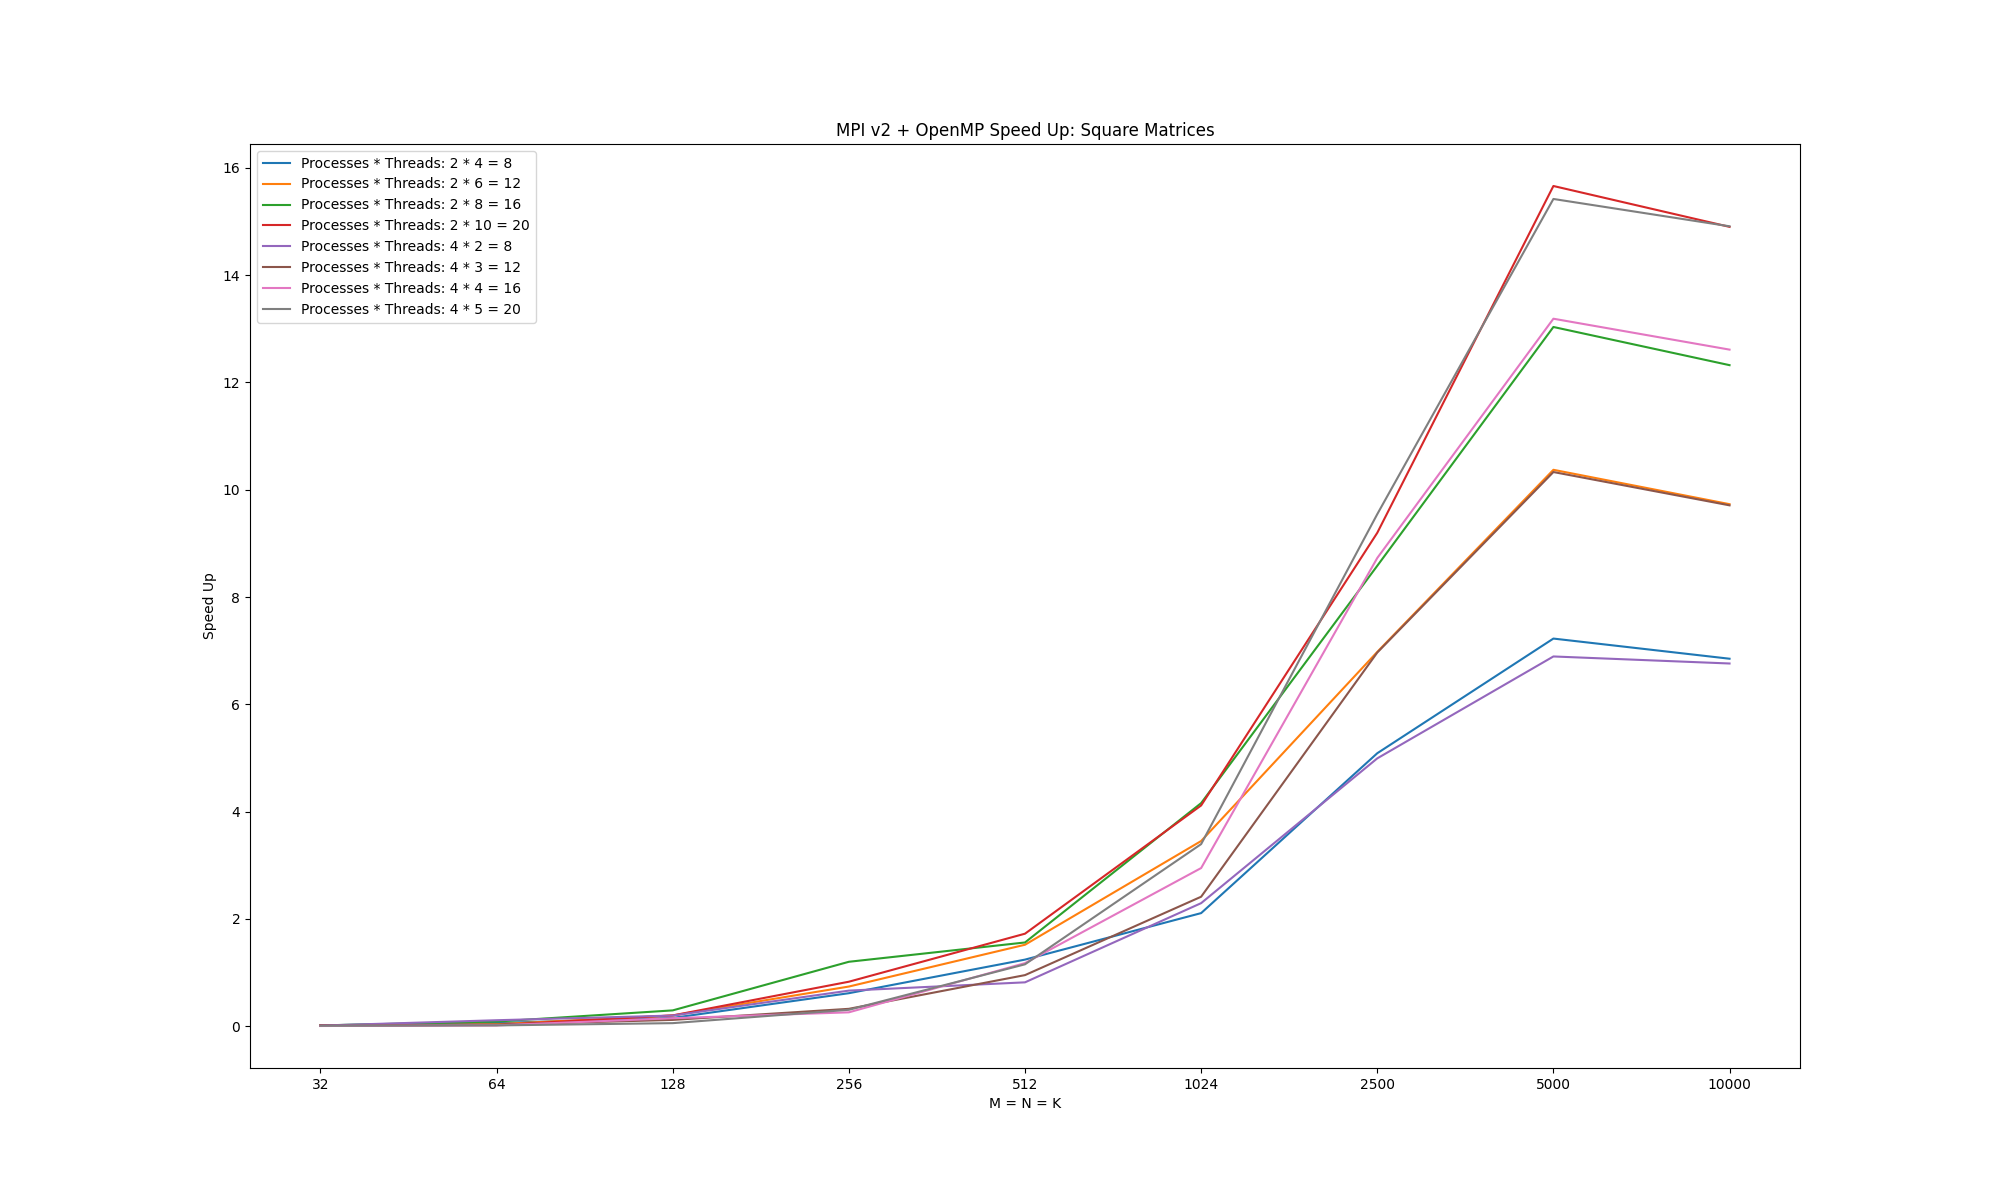 MPI v2 + OpenMP Speed Up: Square Matrices
Processes * Threads: 2 * 4 = 8
Processes * Threads: 2 * 6 = 12
Processes * Threads: 2 * 8 = 16
Processes * Threads: 2 * 10 = 20
Processes * Threads: 4 * 2 = 8
Processes * Threads: 4 * 3 = 12
Processes * Threads: 4 * 4 = 16
Processes * Threads: 4 * 5 = 20
16
14
12
10
8
6
4
2
0
Speed Up
32 64 128 256 512 1024 2500 5000 10000
M = N = K